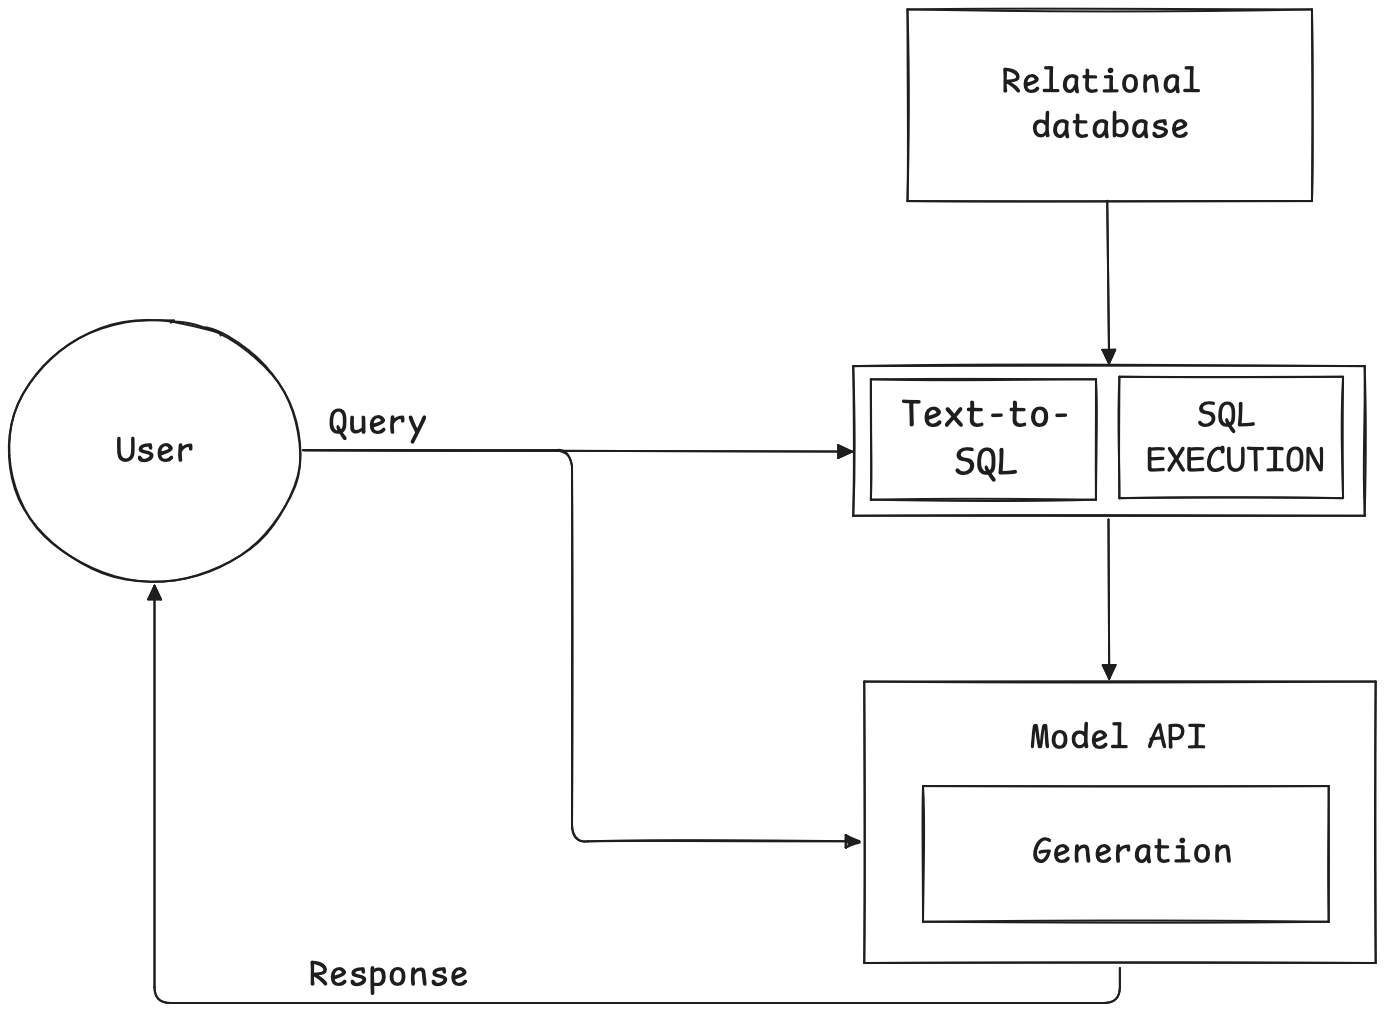 Relational
database
User
Query
Text-to-
SQL
SQL
EXECUTION
Model API
Generation
Response